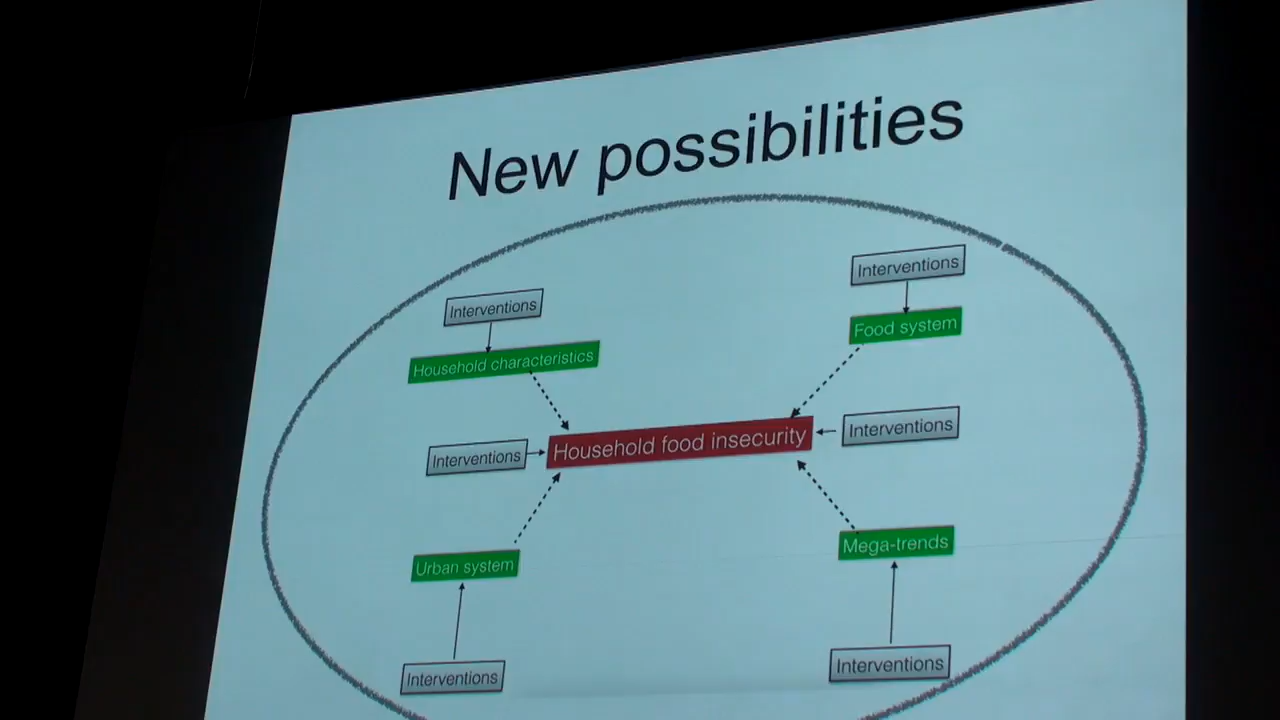 New possibilities
Interventions
Interventions
Food system
Household characteristics
Interventions
Household food insecurity
Interventions
Mega-trends
Urban system
Interventions
Interventions